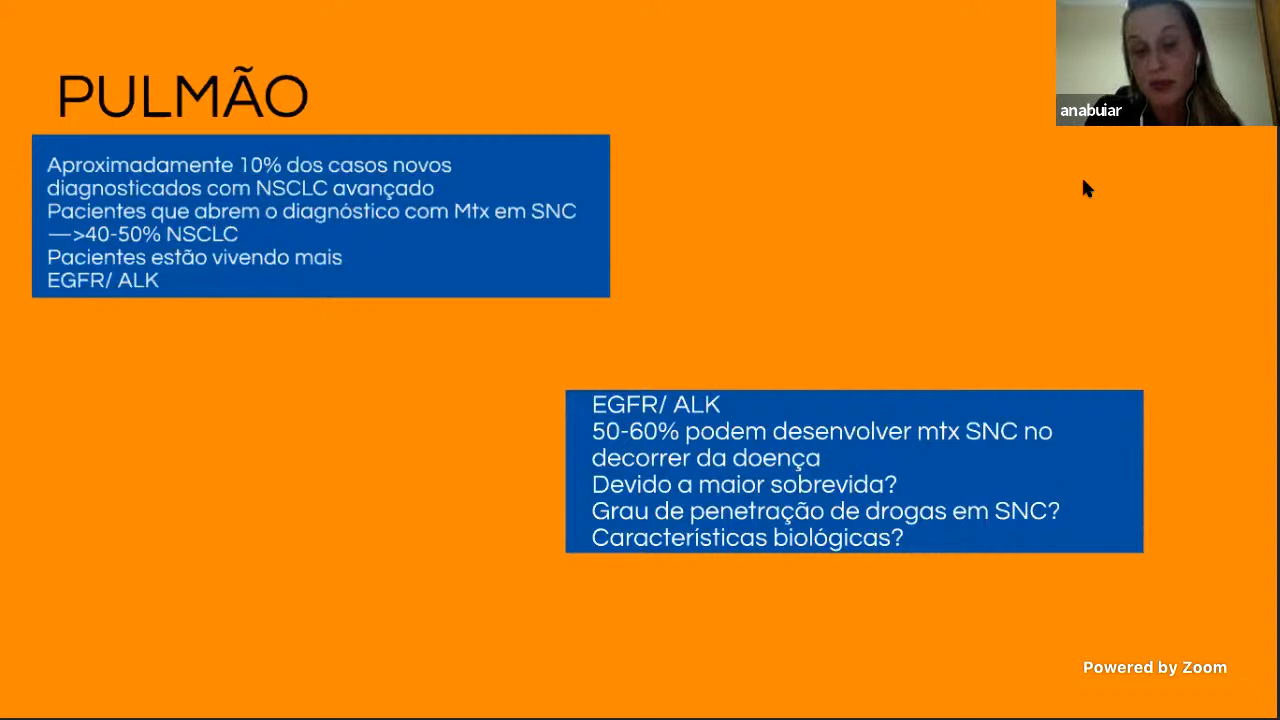 PULMÃO
anabuiar
Aproximadamente 10% dos casos novos
diagnosticados com NSCLC avançado
Pacientes que abrem o diagnóstico com Mtx em SNC
—>40-50% NSCLC
Pacientes estão vivendo mais
EGFR/ ALK
EGFR/ ALK
50-60% podem desenvolver mtx SNC no
decorrer da doença
Devido a maior sobrevida?
Grau de penetração de drogas em SNC?
Características biológicas?
Powered by Zoom